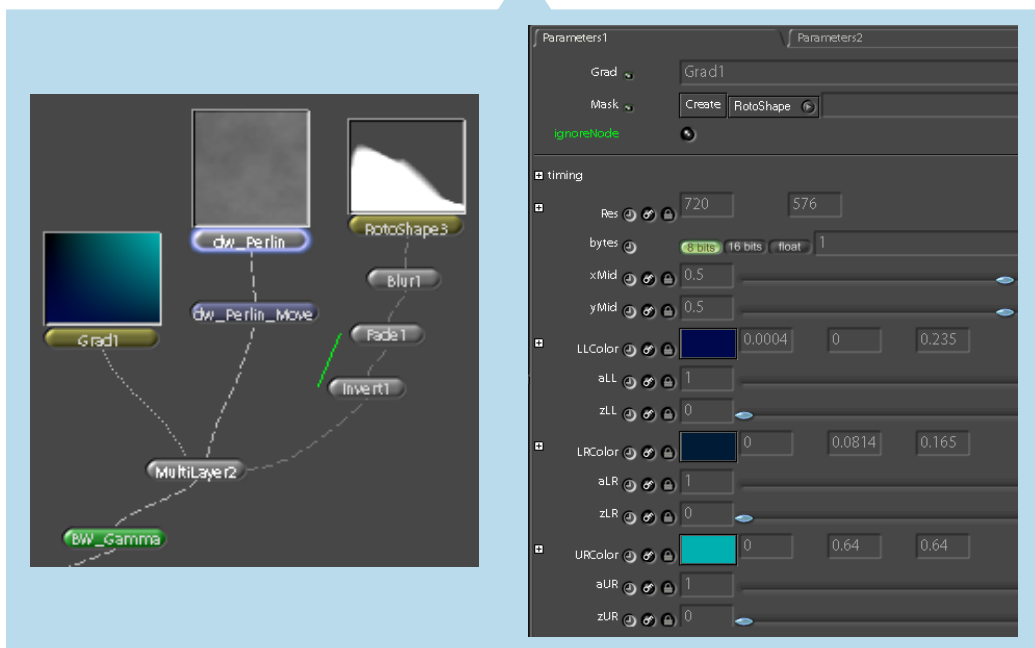 dw_Perlin
RotoShape3
Blur1
dw_Perlin_Move
Grad1
Fade1
Invert1
MultiLayer2
BW_Gamma
Parameters1 Parameters2
Grad Grad1
Mask Create RotoShape
ignoreNode
timing
Res 720 576
bytes 8 bits 16 bits float 1
xMid 0.5
yMid 0.5
LLColor 0.0004 0 0.235
aLL 1
zLL 0
LRColor 0 0.0814 0.165
aLR 1
zLR 0
URColor 0 0.64 0.64
aUR 1
zUR 0